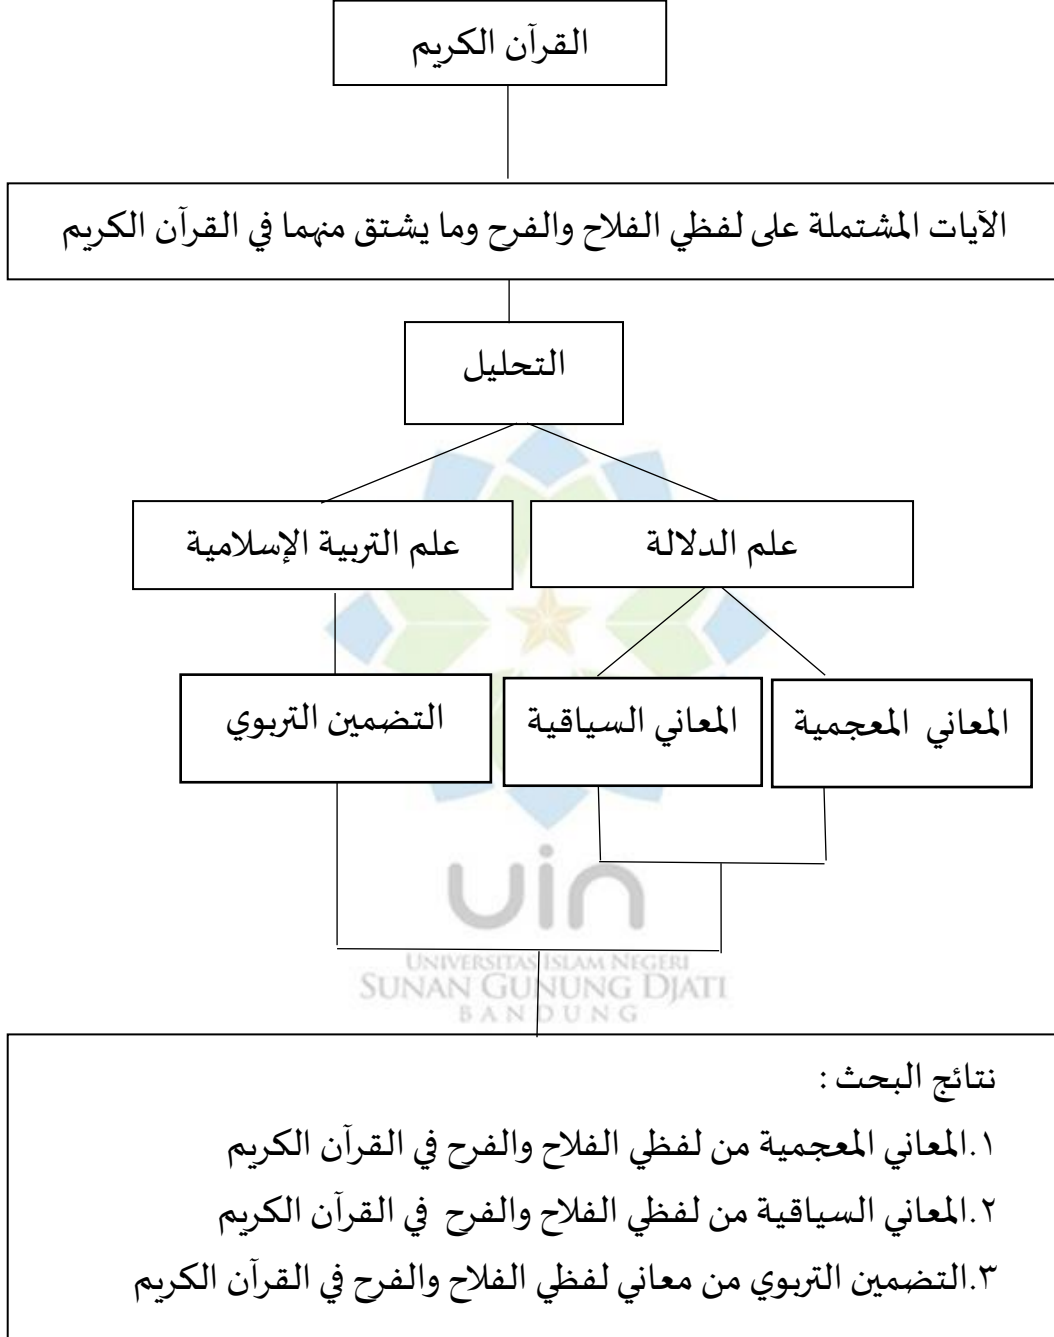 القرآن الكريم
الآيات المشتملة على لفظي الفلاح والفرح وما يشتق منهما في القرآن الكريم
التحليل
علم الدلالة
علم التربية الإسلامية
المعاني المعجمية
المعاني السياقية
التضمين التربوي
uin
UNIVERSITAS ISLAM NEGERI
SUNAN GUNUNG DJATI
BANDUNG
نتائج البحث :
١.المعاني المعجمية من لفظي الفلاح والفرح في القرآن الكريم
٢.المعاني السياقية من لفظي الفلاح والفرح في القرآن الكريم
٣.التضمين التربوي من معاني لفظي الفلاح والفرح في القرآن الكريم